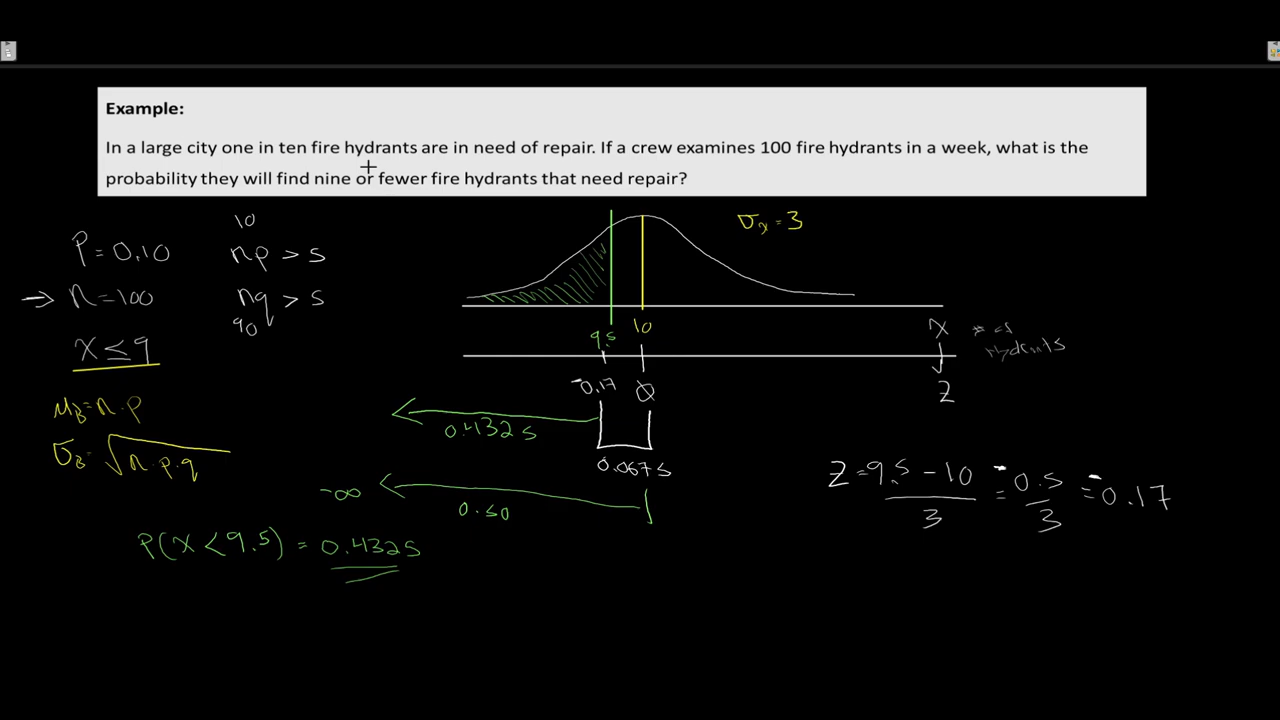 Example:
In a large city one in ten fire hydrants are in need of repair. If a crew examines 100 fire hydrants in a week, what is the
probability they will find nine or fewer fire hydrants that need repair?
P=0.10
n=100
X ≤ 9
10
np > 5
nq > 5
90
μB = n·p
σB = √n·p·q
σx = 3
9.5
10
X
# of
Hydrants
-0.17
0
Z
0.4325
0.0675
-∞
0.50
P(X < 9.5) = 0.4325
Z = 9.5 - 10 / 3 = -0.5 / 3 = -0.17